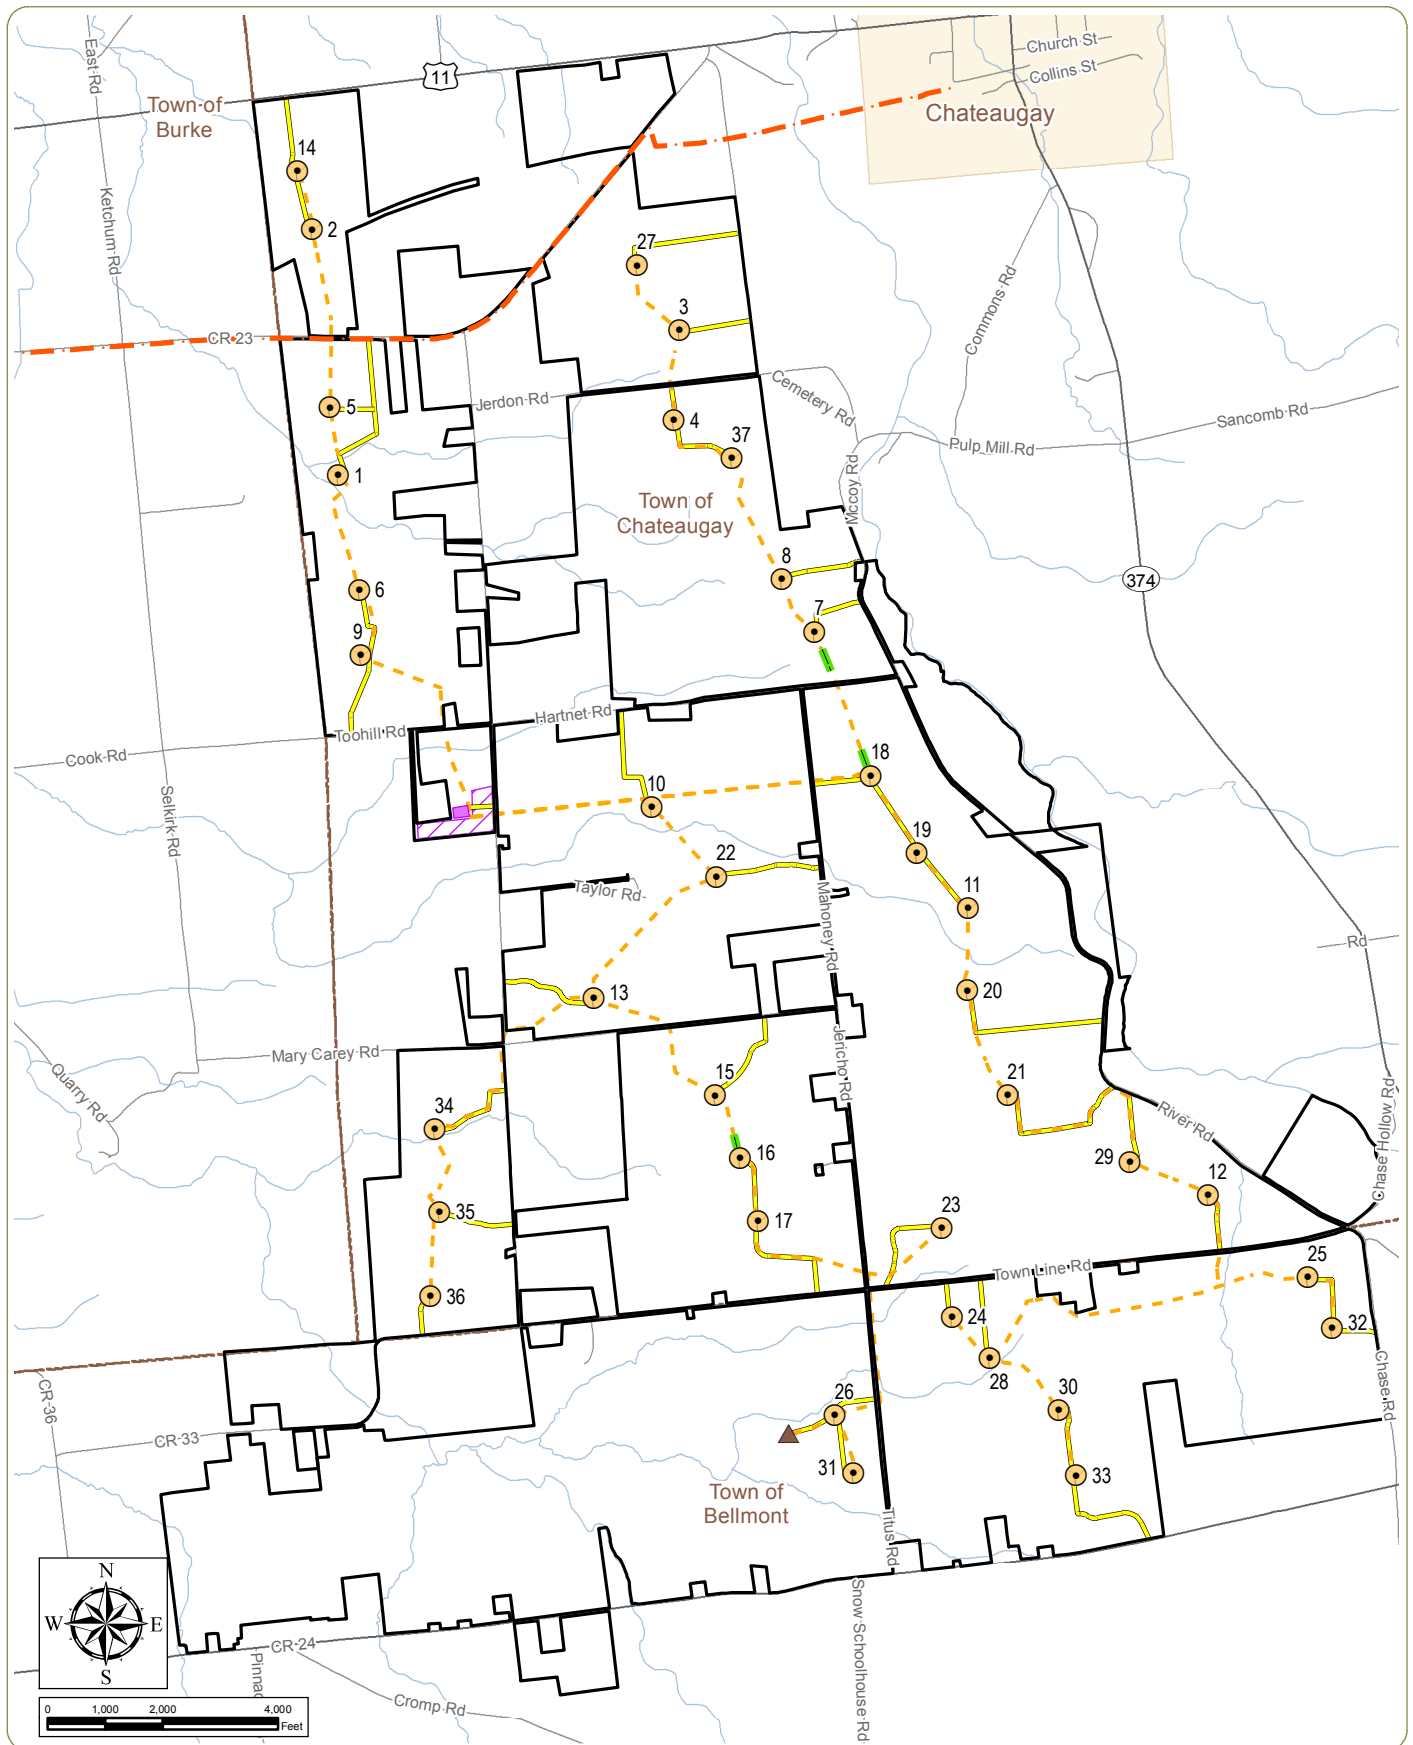 Church St
Collins St
East Rd
11
Town of
Burke
Chateaugay
14
2
Ketchum Rd
27
3
Commons Rd
CR 23
Jerdon Rd
Cemetery Rd
Sancomb Rd
5
4
37
Pulp Mill Rd
1
Mccoy Rd
Town of
Chateaugay
8
374
6
7
9
Hartnet Rd
Toohill Rd
Cook Rd
18
10
Selkirk Rd
19
22
11
Taylor Rd
Mahoney Rd
Rd
20
13
Mary Carey Rd
Jericho Rd
Quarry Rd
15
21
34
River Rd
Chase Hollow Rd
16
29
12
35
17
23
Town Line Rd
25
36
24
32
28
CR 36
26
30
Chase Rd
CR 33
31
33
Town of
Bellmont
Titus Rd
N
W
E
S
Snow Schoolhouse Rd
CR 24
Pinnac
Cromp Rd
0
1,000
2,000
4,000
Feet